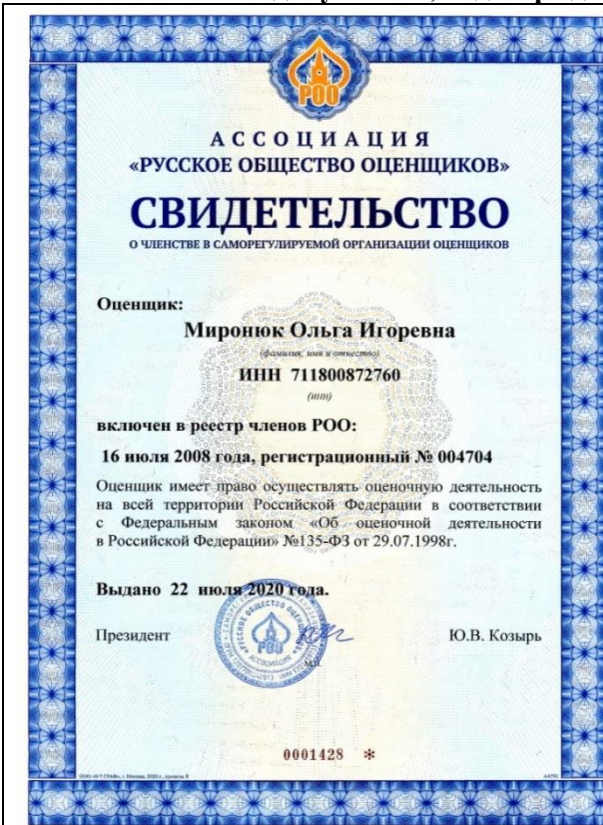 РОО
АССОЦИАЦИЯ
«РУССКОЕ ОБЩЕСТВО ОЦЕНЩИКОВ»
СВИДЕТЕЛЬСТВО
О ЧЛЕНСТВЕ В САМОРЕГУЛИРУЕМОЙ ОРГАНИЗАЦИИ ОЦЕНЩИКОВ
Оценщик:
Миронюк Ольга Игоревна
(фамилия, имя и отчество)
ИНН 711800872760
(инн)
включен в реестр членов РОО:
16 июля 2008 года, регистрационный № 004704
Оценщик имеет право осуществлять оценочную деятельность
на всей территории Российской Федерации в соответствии
с Федеральным законом «Об оценочной деятельности
в Российской Федерации» №135-ФЗ от 29.07.1998г.
Выдано 22 июля 2020 года.
Президент
РОО
АССОЦИАЦИЯ
М.П.
Ю.В. Козырь
0001428 *